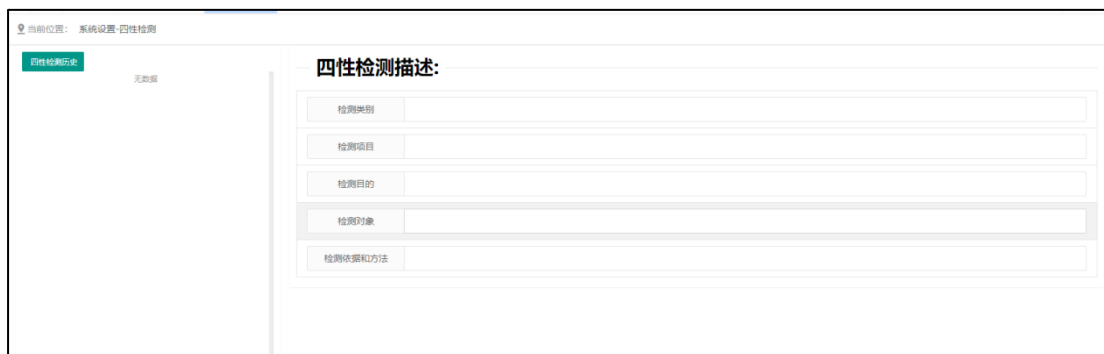 当前位置： 系统设置-四性检测
四性检测历史
无数据
四性检测描述:
检测类别
检测项目
检测目的
检测对象
检测依据和方法